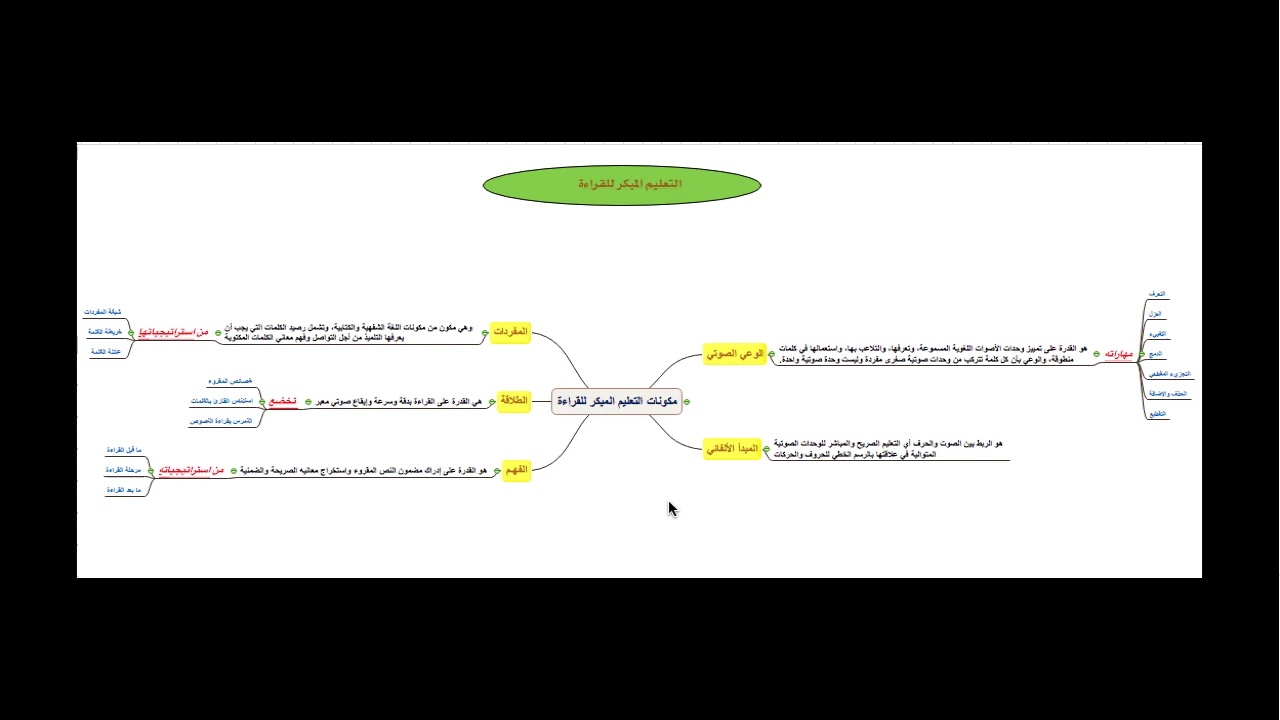 التعليم المبكر للقراءة
مكونات التعليم المبكر للقراءة
الوعي الصوتي
هو القدرة على تمييز وحدات الأصوات اللغوية المسموعة، وتعرفها، والتلاعب بها، واستعمالها في كلمات
منطوقة، والوعي بأن كل كلمة تتركب من وحدات صوتية صغرى مفردة وليست وحدة صوتية واحدة.
مهاراته
التعرف
العزل
التقييء
الدمج
التجزيء المقطعي
الحذف والإضافة
التقطيع
المبدأ الألفبائي
هو الربط بين الصوت والحرف أي التعليم الصريح والمباشر للوحدات الصوتية
المتوالية في علاقتها بالرسم الخطي للحروف والحركات
المفردات
وهي مكون من مكونات اللغة الشفهية والكتابية، وتشمل رصيد الكلمات التي يجب أن
يعرفها التلميذ من أجل التواصل وفهم معاني الكلمات المكتوبة
من استراتيجياتها
شبكة المفردات
خريطة الكلمة
عائلة الكلمة
الطلاقة
هي القدرة على القراءة بدقة وسرعة وإيقاع صوتي معبر
تخضع
خصائص المقروء
استئناس القارئ بالكلمات
التمرس بقراءة النصوص
الفهم
هو القدرة على إدراك مضمون النص المقروء واستخراج معانيه الصريحة والضمنية
من استراتيجياته
ما قبل القراءة
مرحلة القراءة
ما بعد القراءة